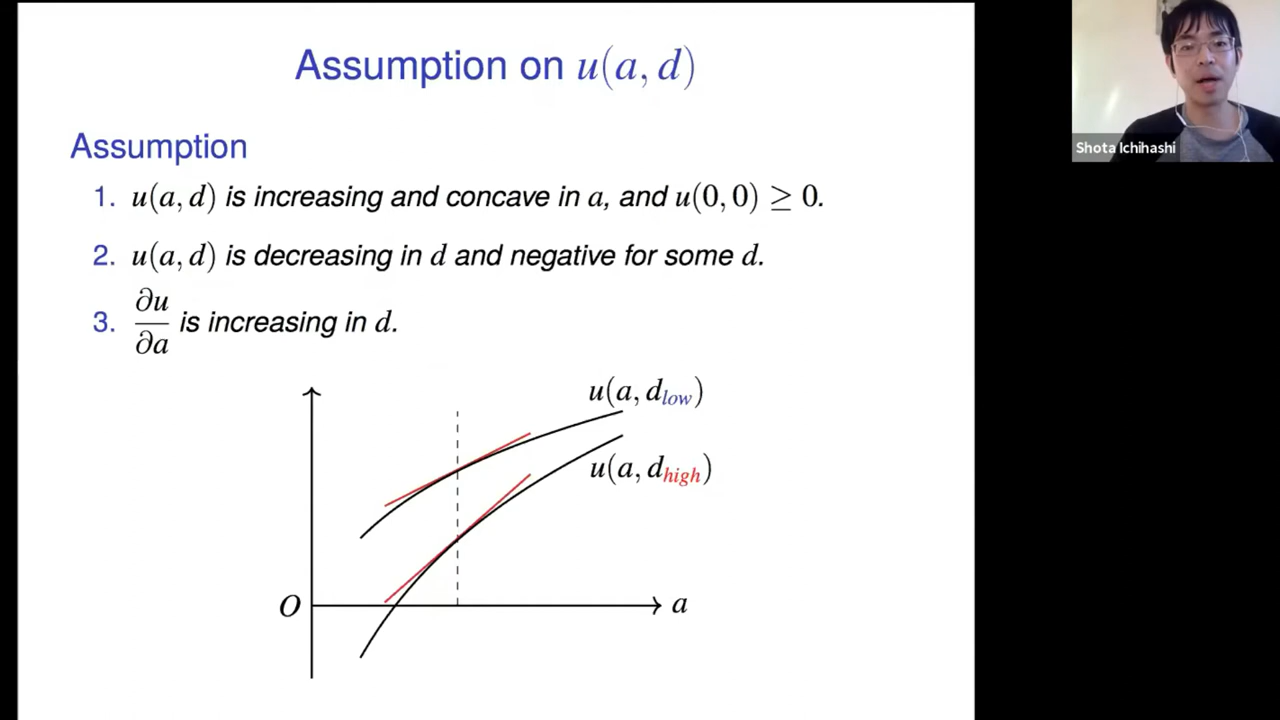 Assumption on u(a, d)
Shota Ichihashi
Assumption
1. u(a, d) is increasing and concave in a, and u(0, 0) ≥ 0.
2. u(a, d) is decreasing in d and negative for some d.
3. ∂u/∂a is increasing in d.
u(a, d_low)
u(a, d_high)
O
a